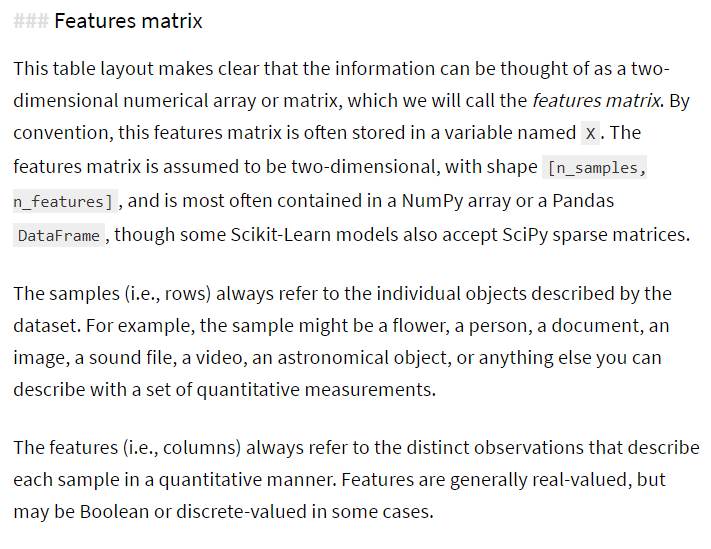 ### Features matrix
This table layout makes clear that the information can be thought of as a two-
dimensional numerical array or matrix, which we will call the features matrix. By
convention, this features matrix is often stored in a variable named X. The
features matrix is assumed to be two-dimensional, with shape [n_samples,
n_features], and is most often contained in a NumPy array or a Pandas
DataFrame, though some Scikit-Learn models also accept SciPy sparse matrices.
The samples (i.e., rows) always refer to the individual objects described by the
dataset. For example, the sample might be a flower, a person, a document, an
image, a sound file, a video, an astronomical object, or anything else you can
describe with a set of quantitative measurements.
The features (i.e., columns) always refer to the distinct observations that describe
each sample in a quantitative manner. Features are generally real-valued, but
may be Boolean or discrete-valued in some cases.